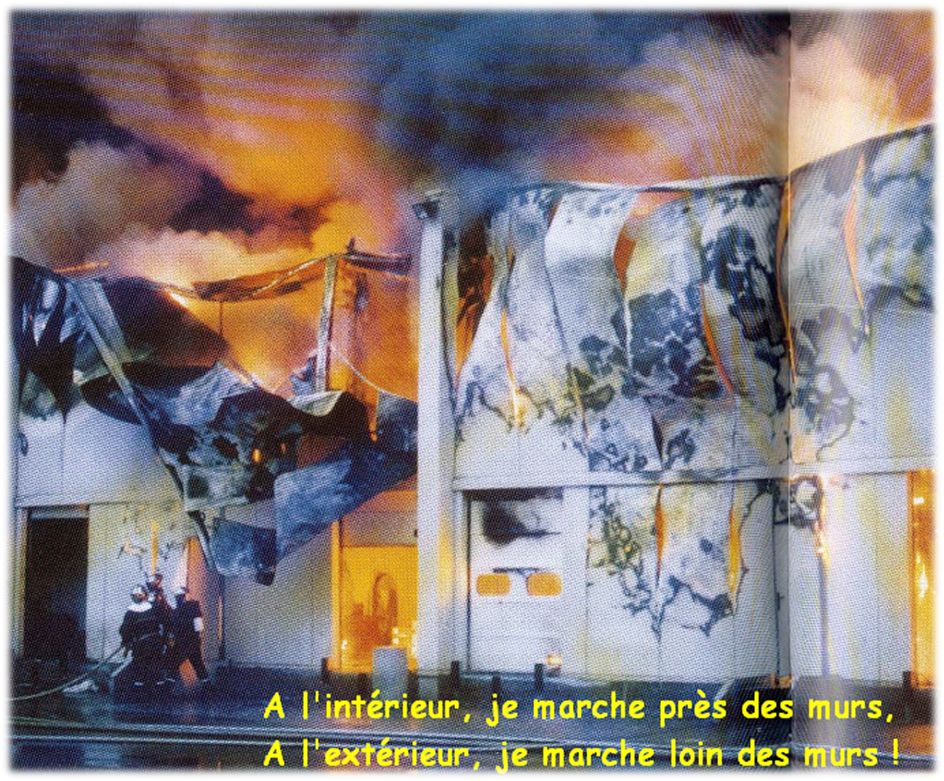 A l'intérieur, je marche près des murs,
A l'extérieur, je marche loin des murs !